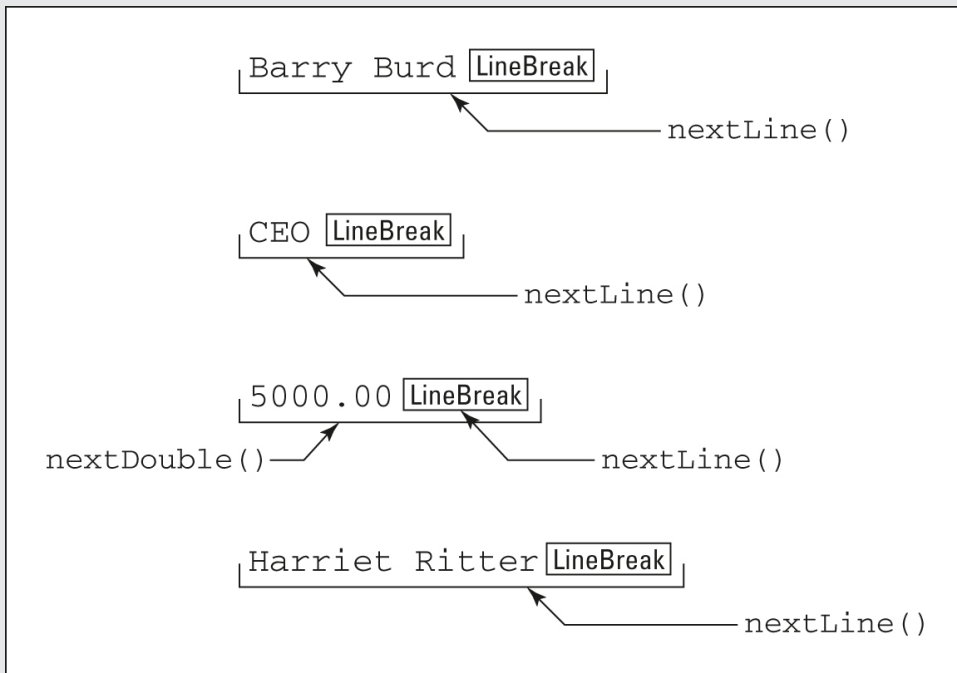 Barry Burd LineBreak
nextLine()
CEO LineBreak
nextLine()
5000.00 LineBreak
nextDouble() nextLine()
Harriet Ritter LineBreak
nextLine()